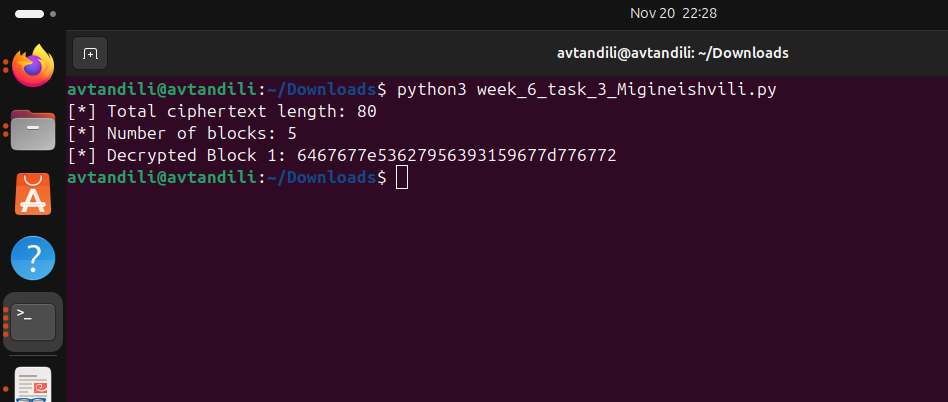 Nov 20 22:28
avtandili@avtandili: ~/Downloads
avtandili@avtandili:~/Downloads$ python3 week_6_task_3_Migineishvili.py
[*] Total ciphertext length: 80
[*] Number of blocks: 5
[*] Decrypted Block 1: 6467677e53627956393159677d776772
avtandili@avtandili:~/Downloads$
>_